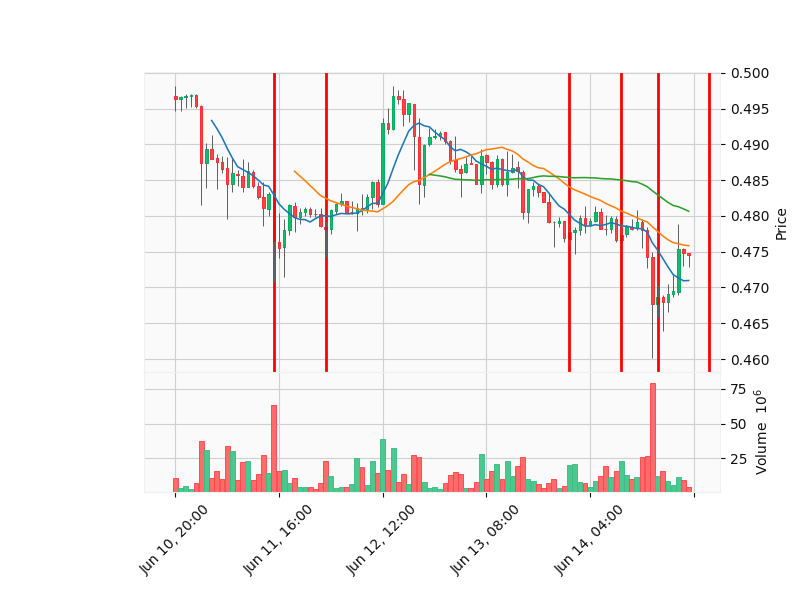 0.500
0.495
0.490
0.485
0.480
0.475
0.470
0.465
0.460
Price
75
50
25
Volume 10⁶
Jun 10, 20:00
Jun 11, 16:00
Jun 12, 12:00
Jun 13, 08:00
Jun 14, 04:00